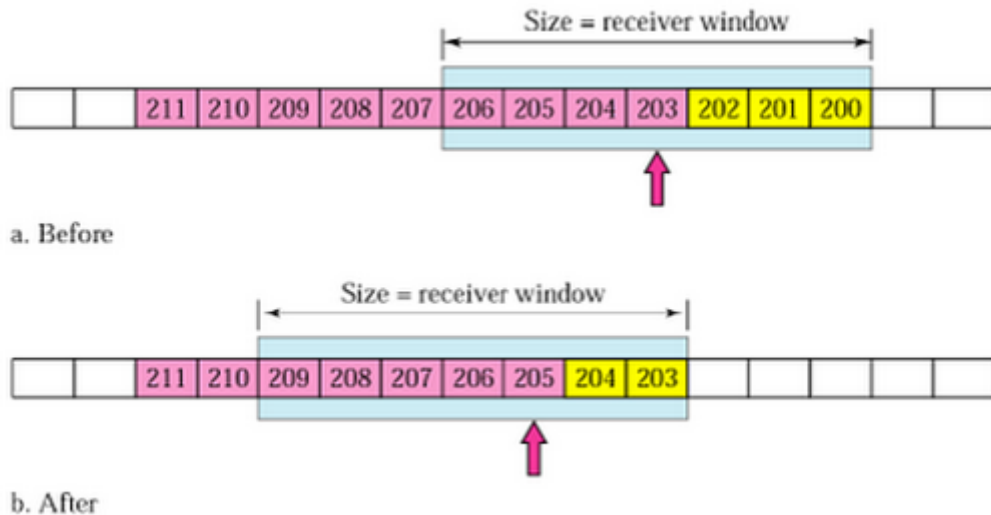 Size = receiver window
211 210 209 208 207 206 205 204 203 202 201 200
a. Before
Size = receiver window
211 210 209 208 207 206 205 204 203
b. After